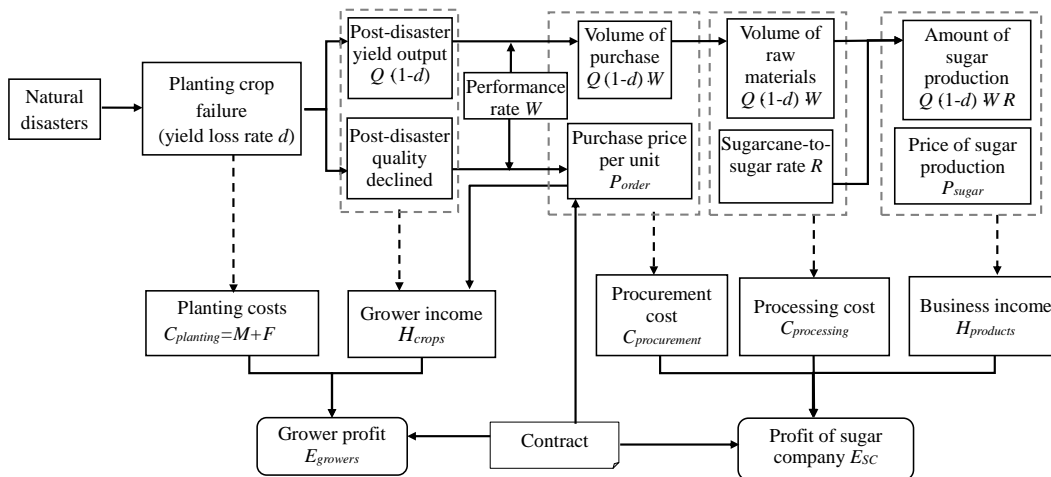 Natural
disasters
Planting crop
failure
(yield loss rate d)
Post-disaster
yield output
Q (1-d)
Post-disaster
quality
declined
Performance
rate W
Volume of
purchase
Q (1-d) W
Purchase price
per unit
Porder
Volume of
raw
materials
Q (1-d) W
Sugarcane-to-
sugar rate R
Amount of
sugar
production
Q (1-d) W R
Price of sugar
production
Psugar
Planting costs
Cplanting=M+F
Grower income
Hcrops
Procurement
cost
Cprocurement
Processing cost
Cprocessing
Business income
Hproducts
Grower profit
Egrowers
Contract
Profit of sugar
company ESC